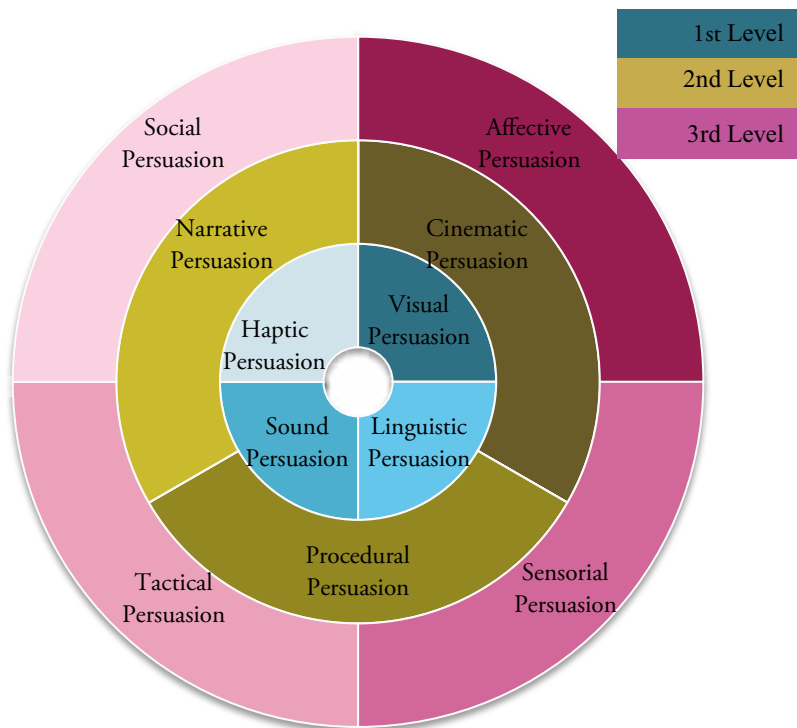 1st Level
2nd Level
3rd Level
Social
Persuasion
Affective
Persuasion
Narrative
Persuasion
Cinematic
Persuasion
Visual
Persuasion
Haptic
Persuasion
Sound
Persuasion
Linguistic
Persuasion
Procedural
Persuasion
Tactical
Persuasion
Sensorial
Persuasion